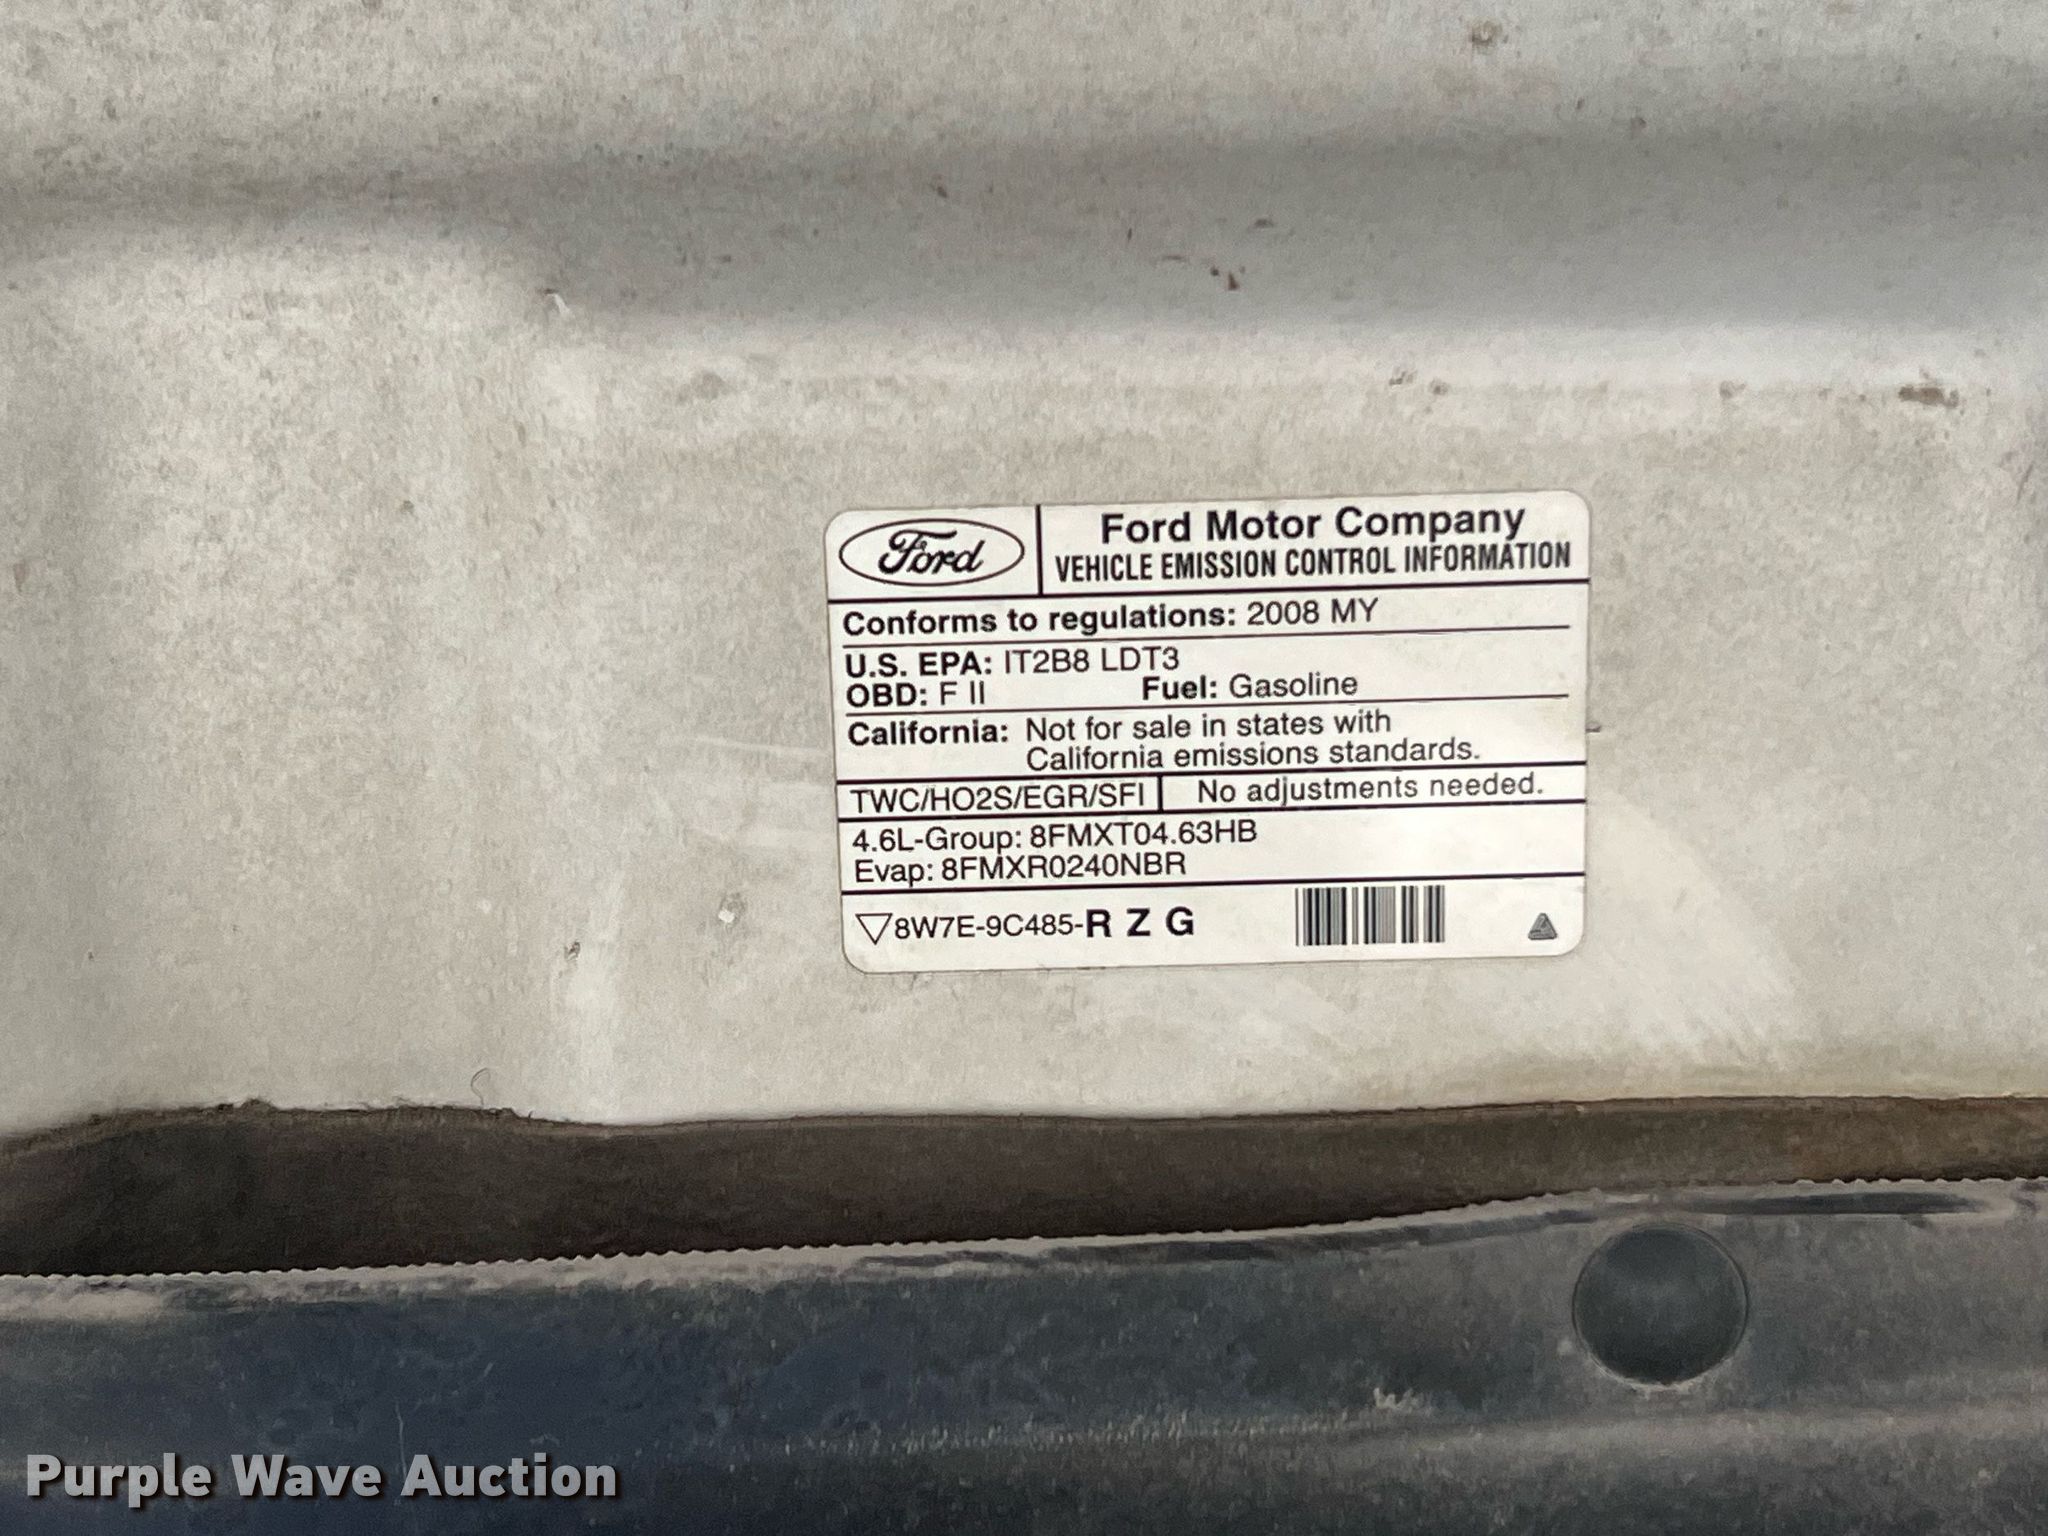 Ford
Ford Motor Company
VEHICLE EMISSION CONTROL INFORMATION
Conforms to regulations: 2008 MY
U.S. EPA: IT2B8 LDT3
OBD: F II Fuel: Gasoline
California: Not for sale in states with
California emissions standards.
TWC/HO2S/EGR/SFI No adjustments needed.
4.6L-Group: 8FMXT04.63HB
Evap: 8FMXR0240NBR
8W7E-9C485-R Z G
Purple Wave Auction